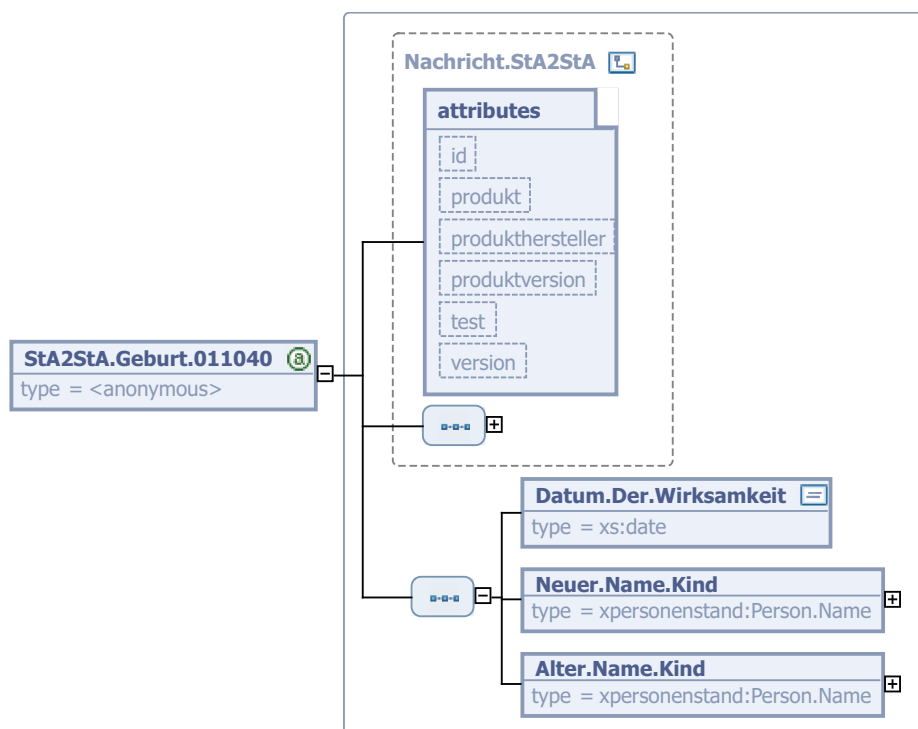 Nachricht.StA2StA
attributes
id
produkt
produkthersteller
produktversion
test
version
StA2StA.Geburt.011040
type = <anonymous>
Datum.Der.Wirksamkeit
type = xs:date
Neuer.Name.Kind
type = xpersonenstand:Person.Name
Alter.Name.Kind
type = xpersonenstand:Person.Name